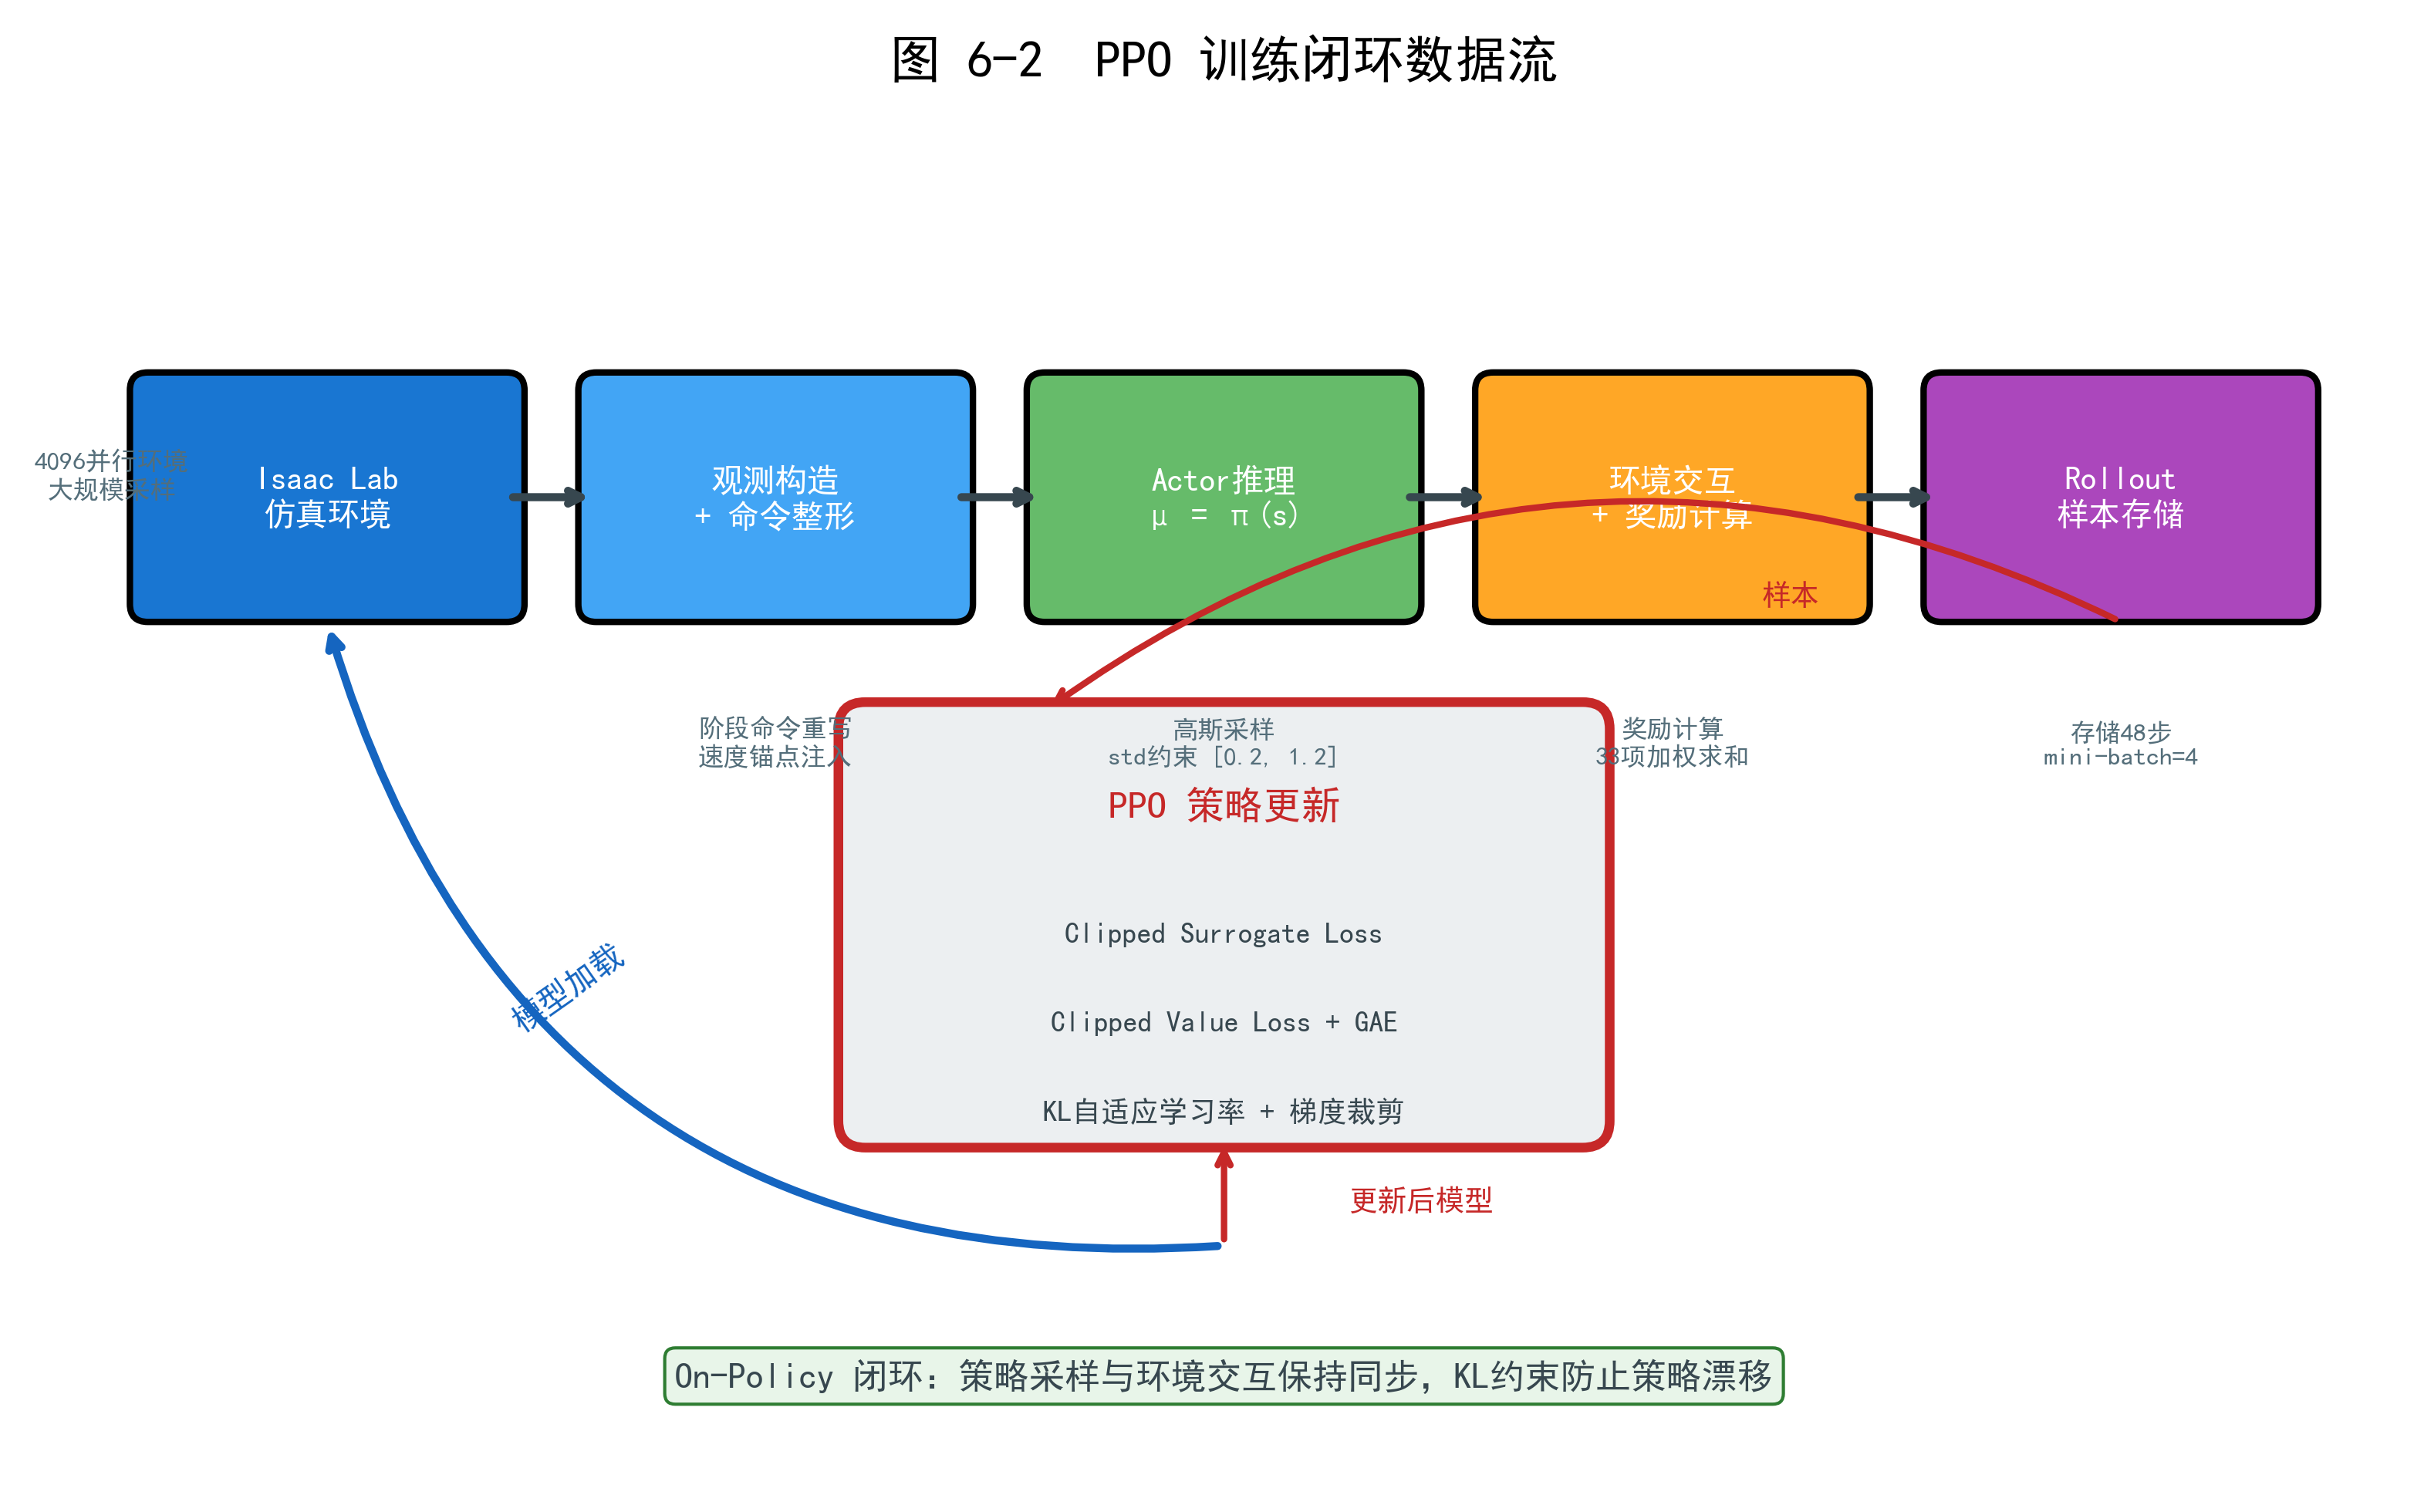 图 6-2  PPO 训练闭环数据流
4096并行环境
大规模采样
Isaac Lab
仿真环境
观测构造
+ 命令整形
Actor推理
μ = π(s)
环境交互
+ 奖励计算
Rollout
样本存储
样本
阶段命令重写
速度锚点注入
高斯采样
std约束 [0.2, 1.2]
奖励计算
33项加权求和
存储48步
mini-batch=4
PPO 策略更新
Clipped Surrogate Loss
Clipped Value Loss + GAE
KL自适应学习率 + 梯度裁剪
模型加载
更新后模型
On-Policy 闭环：策略采样与环境交互保持同步，KL约束防止策略漂移